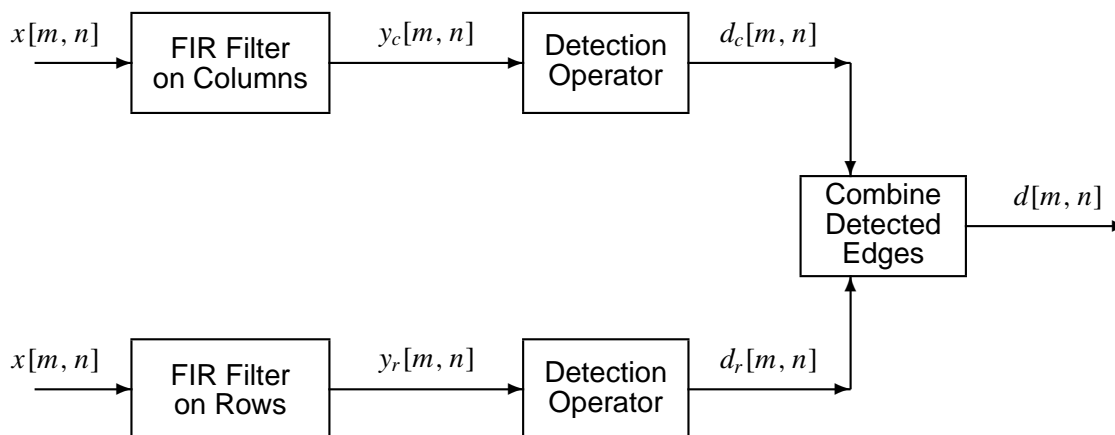 x[m, n]
FIR Filter
on Columns
y_c[m, n]
Detection
Operator
d_c[m, n]
Combine
Detected
Edges
d[m, n]
x[m, n]
FIR Filter
on Rows
y_r[m, n]
Detection
Operator
d_r[m, n]